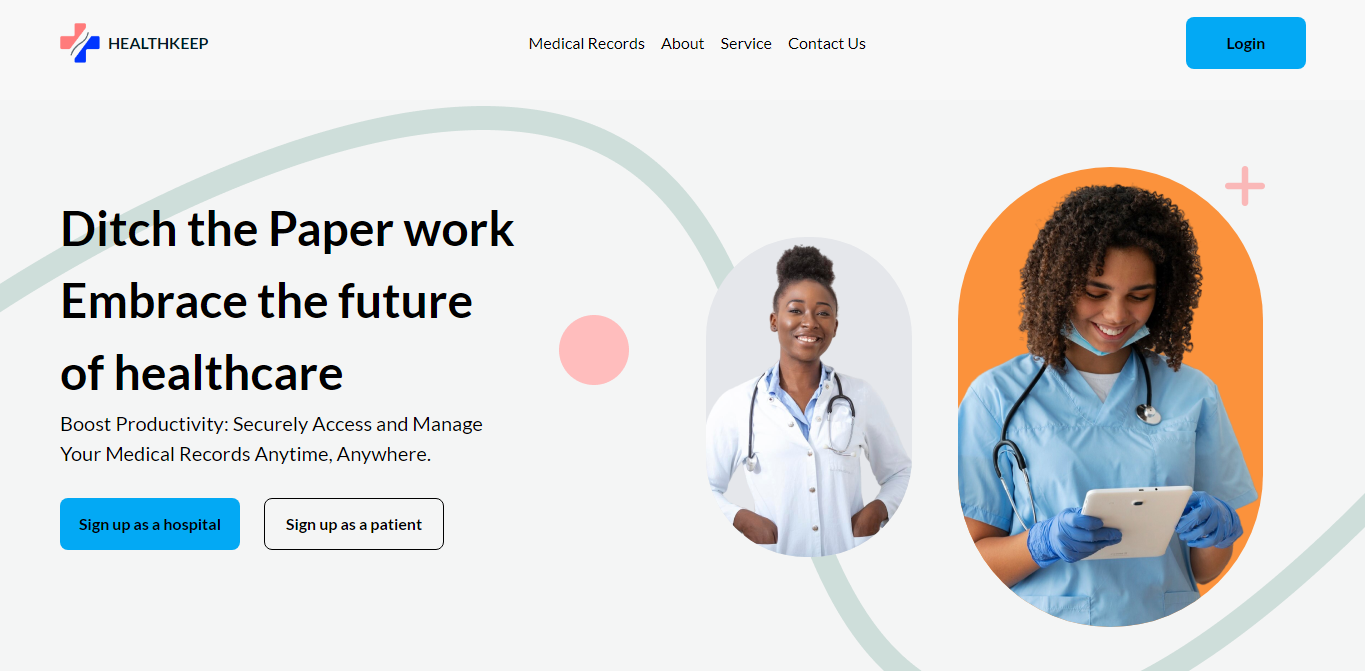 HEALTHKEEP
Medical Records About Service Contact Us
Login
Ditch the Paper work
Embrace the future
of healthcare
Boost Productivity: Securely Access and Manage
Your Medical Records Anytime, Anywhere.
Sign up as a hospital
Sign up as a patient